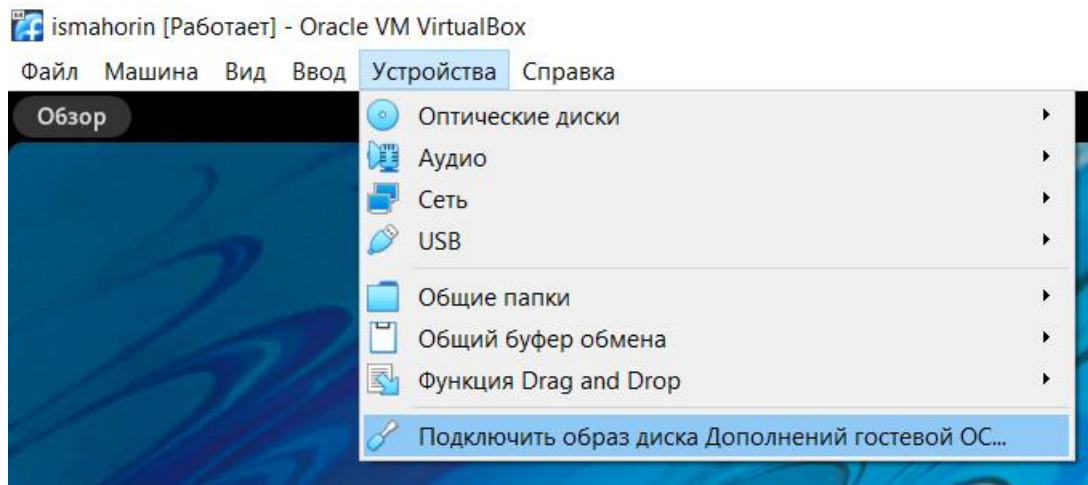 ismahorin [Работает] - Oracle VM VirtualBox
Файл Машина Вид Ввод Устройства Справка
Обзор
Оптические диски
Аудио
Сеть
USB
Общие папки
Общий буфер обмена
Функция Drag and Drop
Подключить образ диска Дополнений гостевой ОС...